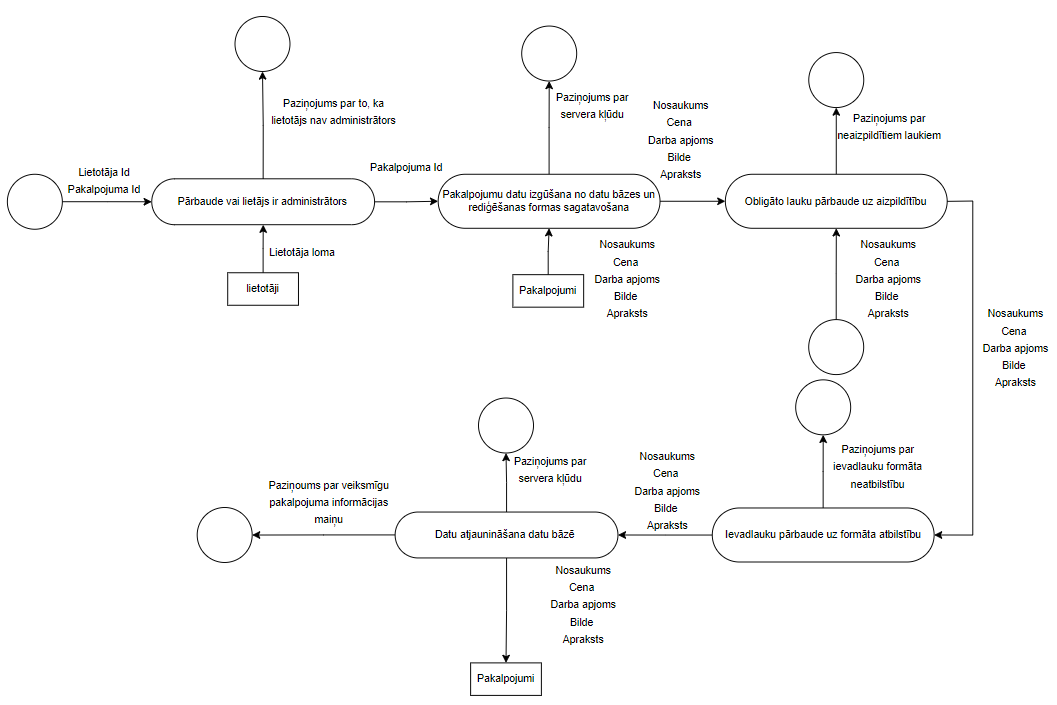 Lietotāja Id
Pakalpojuma Id
Paziņojums par to, ka
lietotājs nav administrātors
Pārbaude vai lietājs ir administrātors
Lietotāja loma
lietotāji
Pakalpojuma Id
Paziņojums par
servera kļūdu
Pakalpojumu datu izgūšana no datu bāzes un
rediģēšanas formas sagatavošana
Nosaukums
Cena
Darba apjoms
Bilde
Apraksts
Pakalpojumi
Nosaukums
Cena
Darba apjoms
Bilde
Apraksts
Paziņojums par
neaizpildītiem laukiem
Obligāto lauku pārbaude uz aizpildītību
Nosaukums
Cena
Darba apjoms
Bilde
Apraksts
Nosaukums
Cena
Darba apjoms
Bilde
Apraksts
Paziņojums par
ievadlauku formāta
neatbilstību
Ievadlauku pārbaude uz formāta atbilstību
Nosaukums
Cena
Darba apjoms
Bilde
Apraksts
Paziņojums par
servera kļūdu
Datu atjaunināšana datu bāzē
Paziņoums par veiksmīgu
pakalpojuma informācijas
maiņu
Nosaukums
Cena
Darba apjoms
Bilde
Apraksts
Pakalpojumi